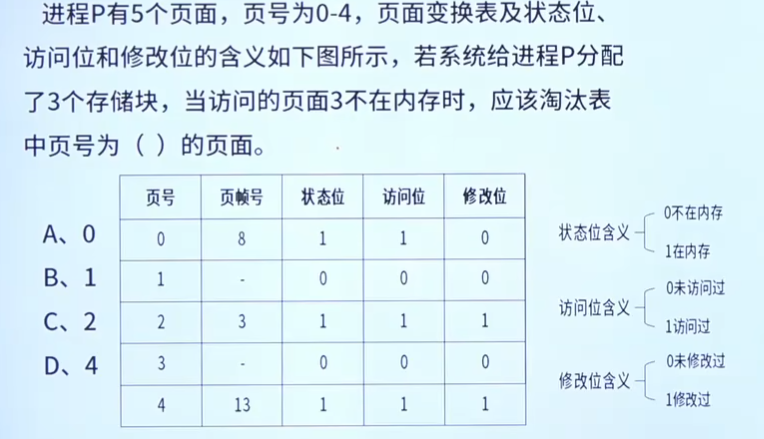 进程P有5个页面，页号为0-4，页面变换表及状态位、
访问位和修改位的含义如下图所示，若系统给进程P分配
了3个存储块，当访问的页面3不在内存时，应该淘汰表
中页号为（ ）的页面。
A、0
B、1
C、2
D、4
页号 页帧号 状态位 访问位 修改位
0 8 1 1 0
1 - 0 0 0
2 3 1 1 1
3 - 0 0 0
4 13 1 1 1
状态位含义
0不在内存
1在内存
访问位含义
0未访问过
1访问过
修改位含义
0未修改过
1修改过